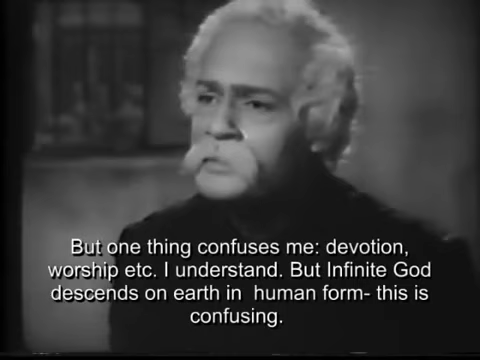 But one thing confuses me: devotion,
worship etc. I understand. But Infinite God
descends on earth in  human form- this is
confusing.